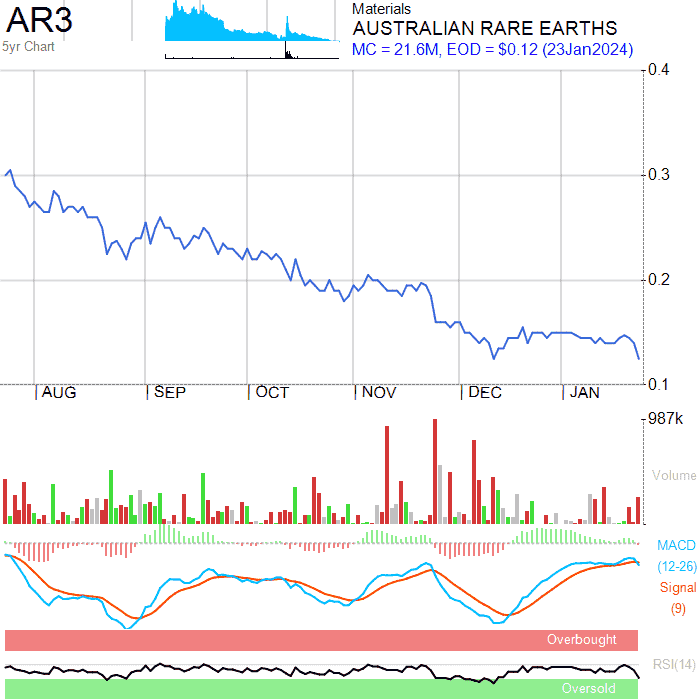 AR3
5yr Chart
Materials
AUSTRALIAN RARE EARTHS
MC = 21.6M, EOD = $0.12 (23Jan2024)
0.4
0.3
0.2
0.1
AUG
SEP
OCT
NOV
DEC
JAN
987k
Volume
MACD
(12-26)
Signal
(9)
Overbought
RSI(14)
Oversold